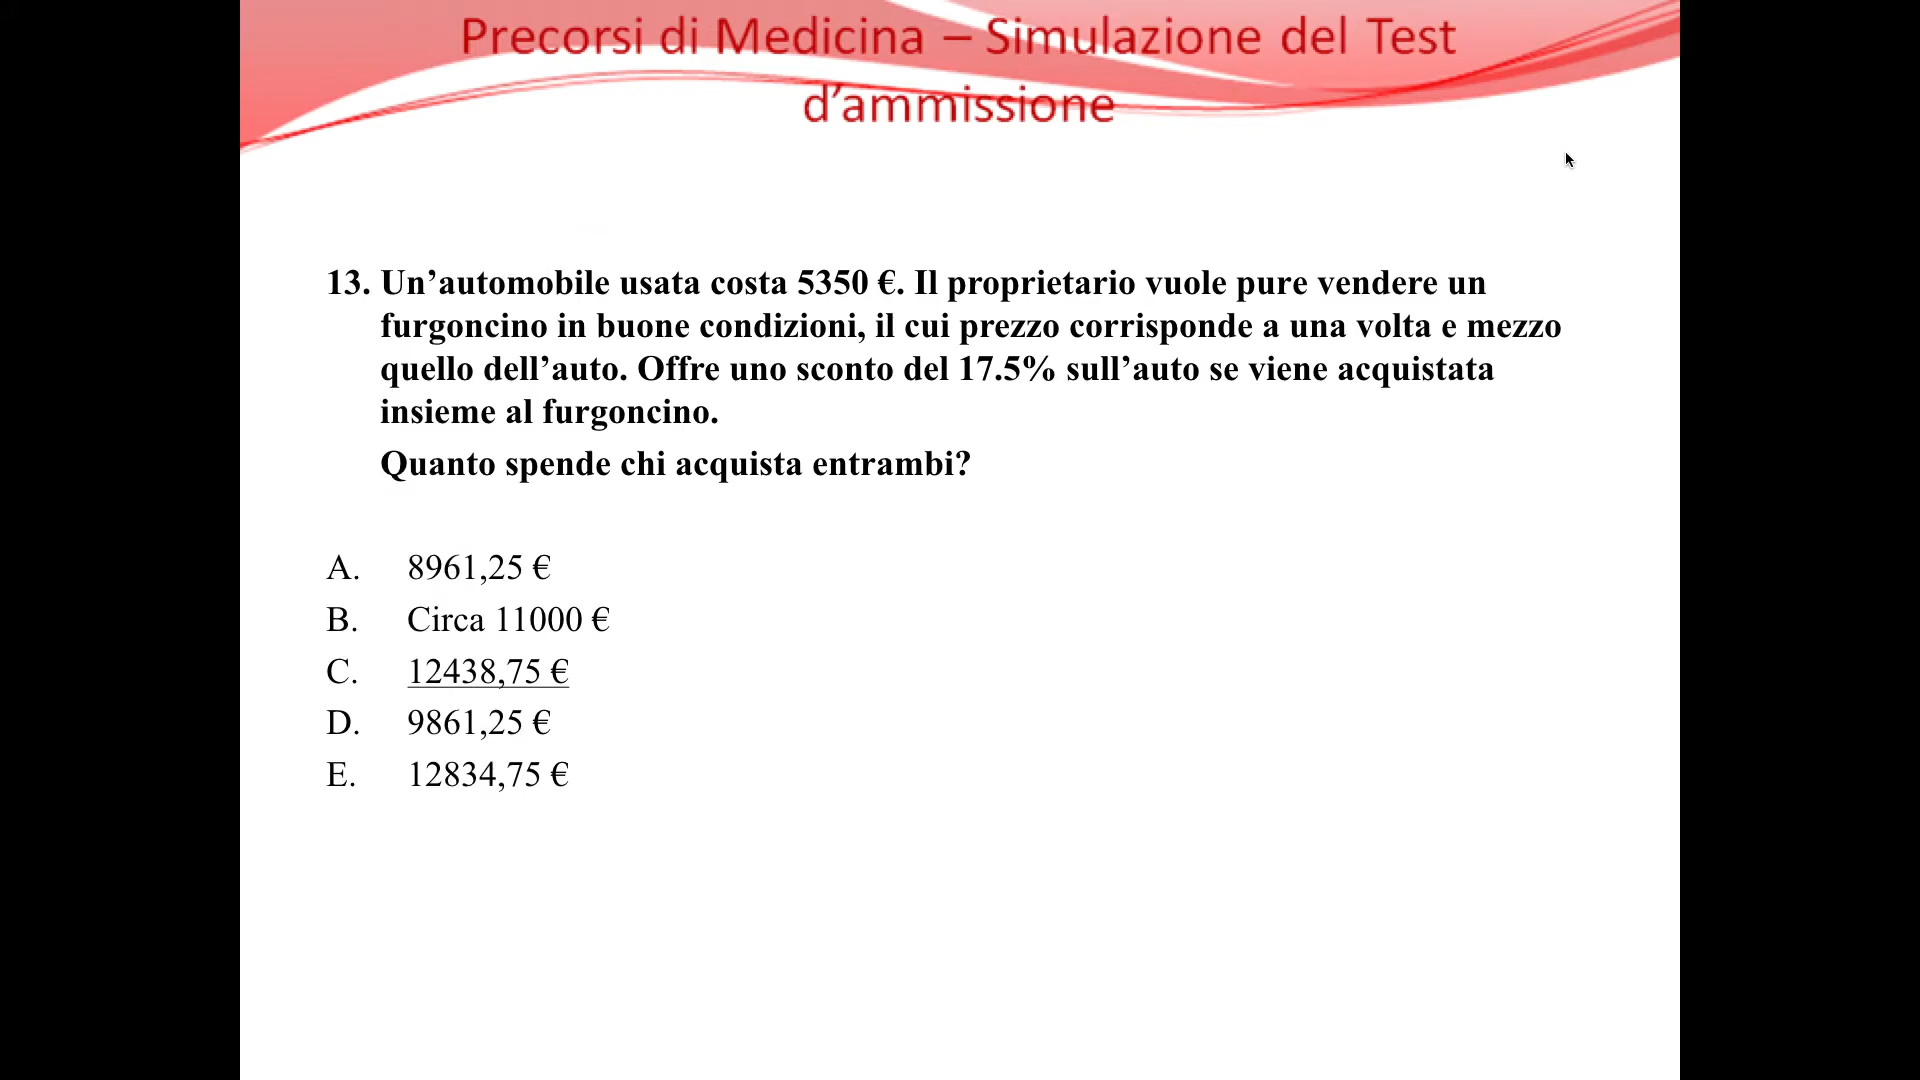 Precorsi di Medicina – Simulazione del Test
d'ammissione
13. Un’automobile usata costa 5350 €. Il proprietario vuole pure vendere un
furgoncino in buone condizioni, il cui prezzo corrisponde a una volta e mezzo
quello dell’auto. Offre uno sconto del 17.5% sull’auto se viene acquistata
insieme al furgoncino.
Quanto spende chi acquista entrambi?
A. 8961,25 €
B. Circa 11000 €
C. 12438,75 €
D. 9861,25 €
E. 12834,75 €